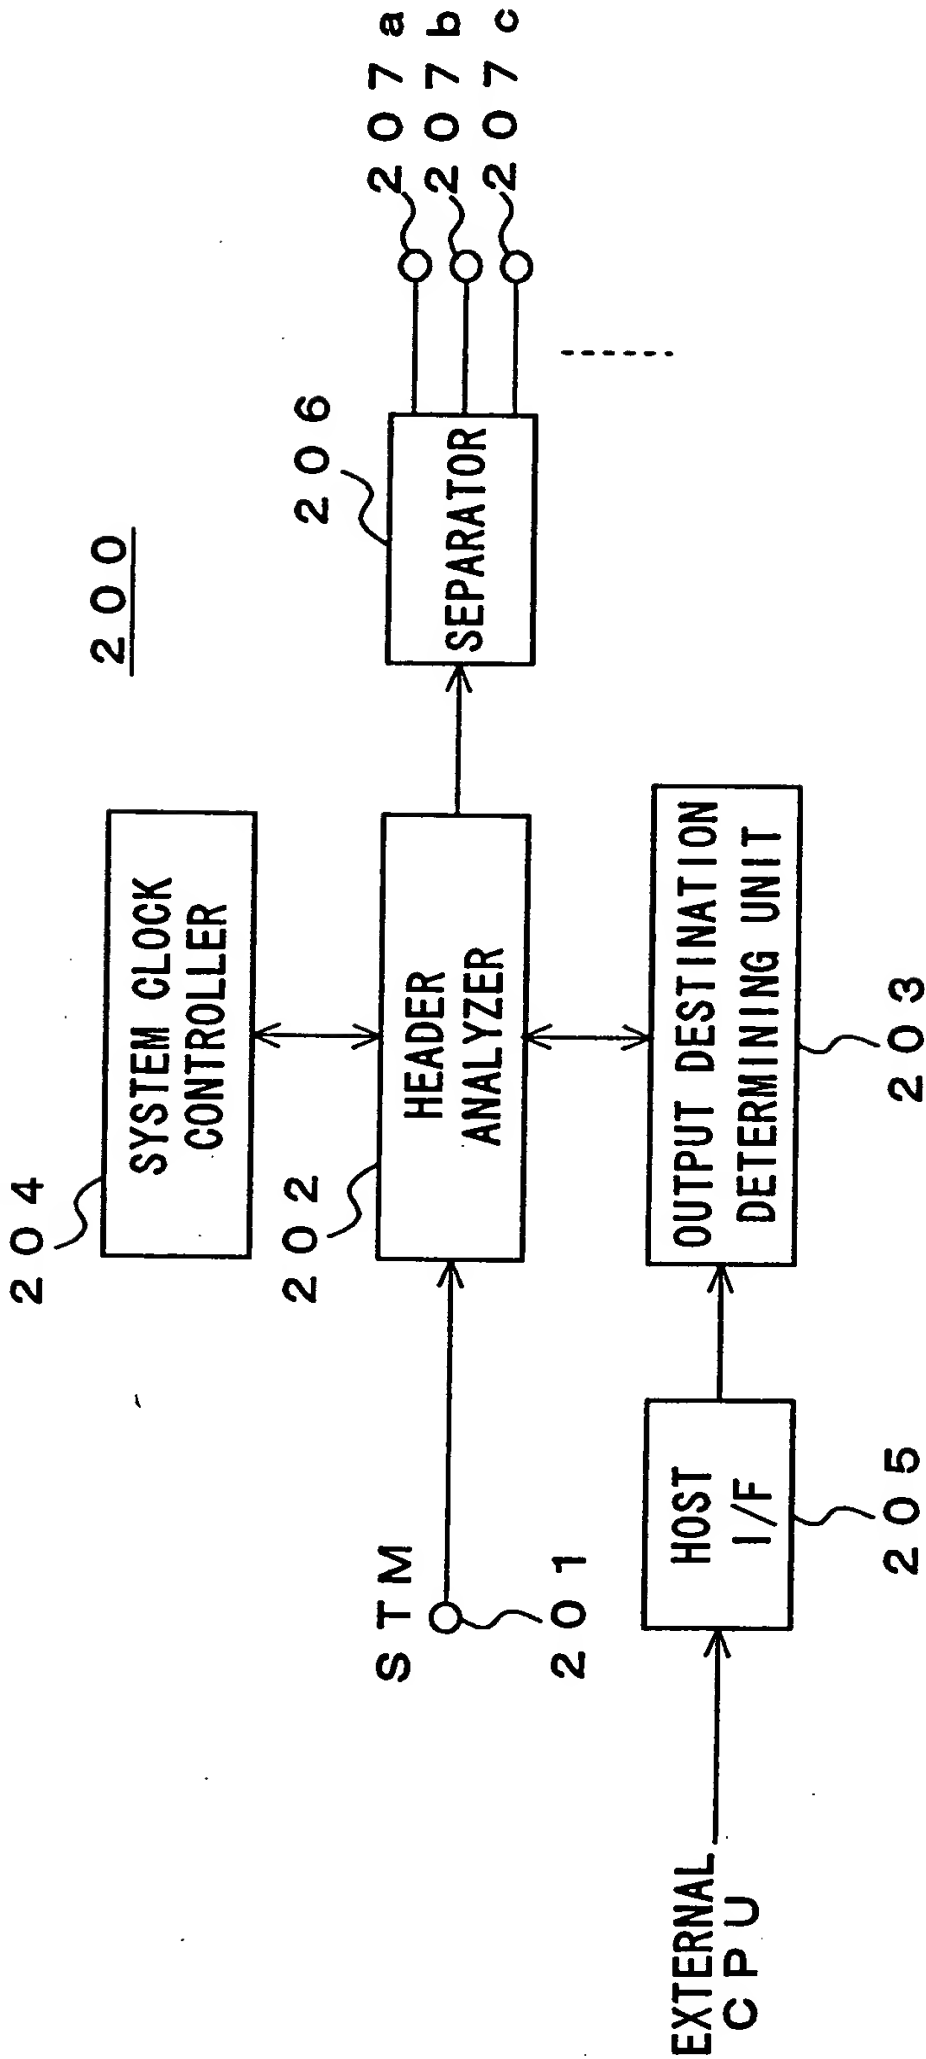 200
204
SYSTEM CLOCK
CONTROLLER
206
207a
207b
207c
STM
201
202
HEADER
ANALYZER
SEPARATOR
EXTERNAL
CPU
HOST
I/F
205
OUTPUT DESTINATION
DETERMINING UNIT
203